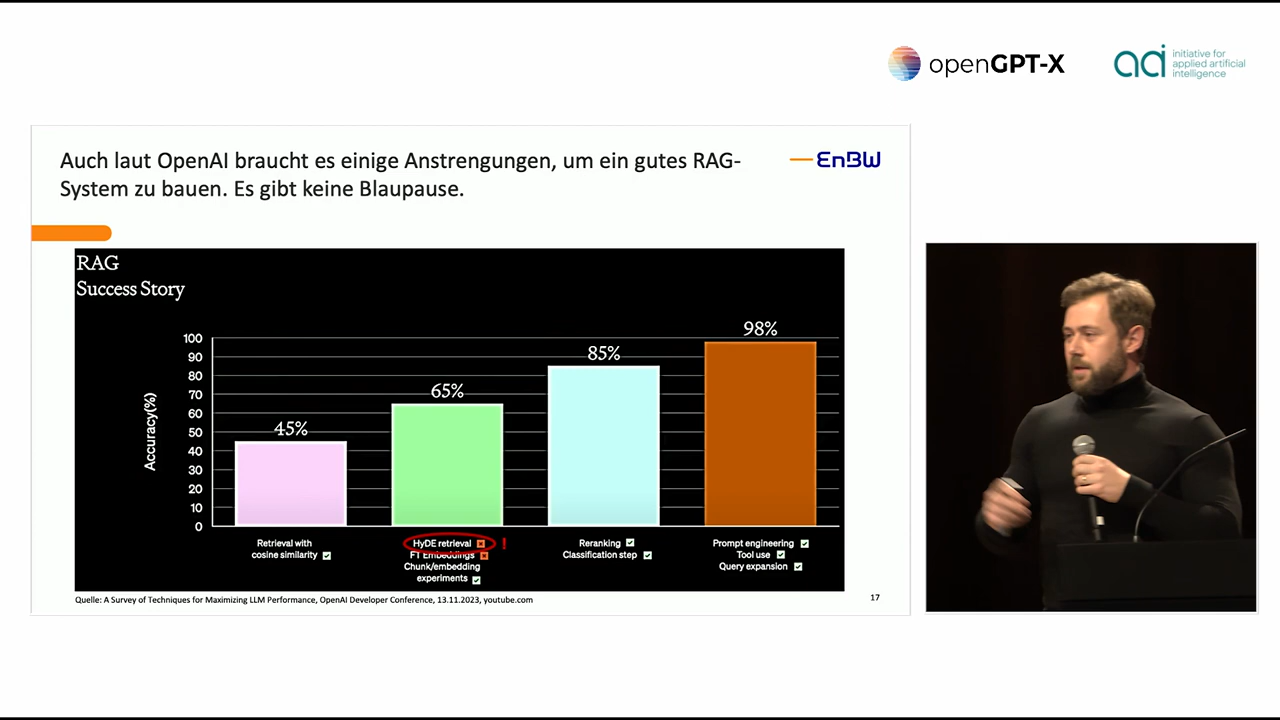 openGPT-X
aai initiative for
applied artificial
intelligence
Auch laut OpenAI braucht es einige Anstrengungen, um ein gutes RAG-
System zu bauen. Es gibt keine Blaupause.
EnBW
RAG
Success Story
Accuracy(%)
100
90
80
70
60
50
40
30
20
10
0
45%
65%
85%
98%
Retrieval with
cosine similarity
HyDE retrieval !
FT Embeddings
Chunk/embedding
experiments
Reranking
Classification step
Prompt engineering
Tool use
Query expansion
Quelle: A Survey of Techniques for Maximizing LLM Performance, OpenAI Developer Conference, 13.11.2023, youtube.com
17